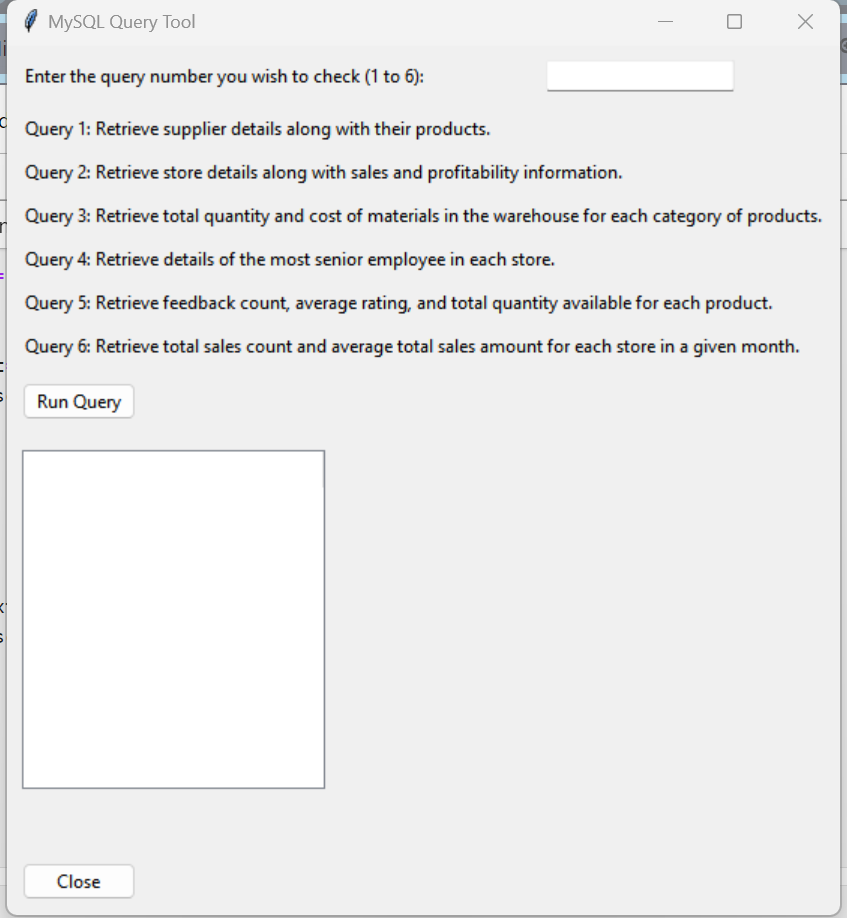 MySQL Query Tool
Enter the query number you wish to check (1 to 6):
Query 1: Retrieve supplier details along with their products.
Query 2: Retrieve store details along with sales and profitability information.
Query 3: Retrieve total quantity and cost of materials in the warehouse for each category of products.
Query 4: Retrieve details of the most senior employee in each store.
Query 5: Retrieve feedback count, average rating, and total quantity available for each product.
Query 6: Retrieve total sales count and average total sales amount for each store in a given month.
Run Query
Close